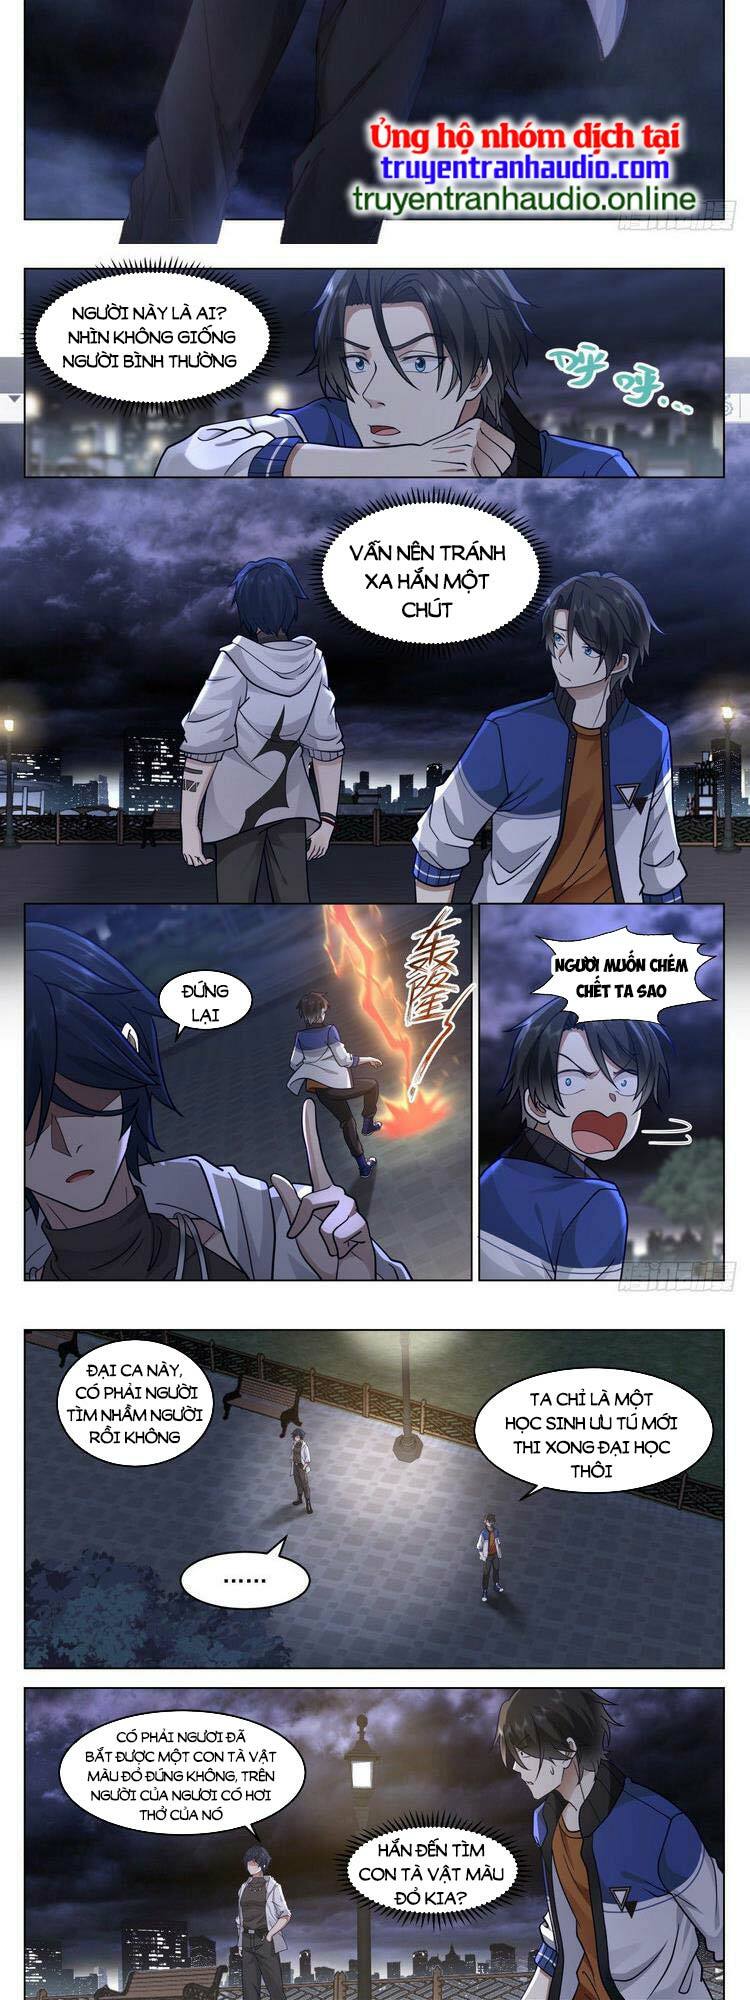 Ủng hộ nhóm dịch tại
truyentranhaudio.com
truyentranhaudio.online
NGƯỜI NÀY LÀ AI?
NHÌN KHÔNG GIỐNG
NGƯỜI BÌNH THƯỜNG
呼呼...
VẪN NÊN TRÁNH
XA HẮN MỘT
CHÚT
ĐỨNG
LẠI
轰隆
NGƯƠI MUỐN CHÉM
CHẾT TA SAO
ĐẠI CA NÀY,
CÓ PHẢI NGƯƠI
TÌM NHẦM NGƯỜI
RỒI KHÔNG
TA CHỈ LÀ MỘT
HỌC SINH ƯU TÚ MỚI
THI XONG ĐẠI HỌC
THÔI
......
CÓ PHẢI NGƯƠI ĐÃ
BẮT ĐƯỢC MỘT CON TÀ VẬT
MÀU ĐỎ ĐÚNG KHÔNG, TRÊN
NGƯỜI CỦA NGƯƠI CÓ HƠI
THỞ CỦA NÓ
HẮN ĐẾN TÌM
CON TÀ VẬT MÀU
ĐỎ KIA?